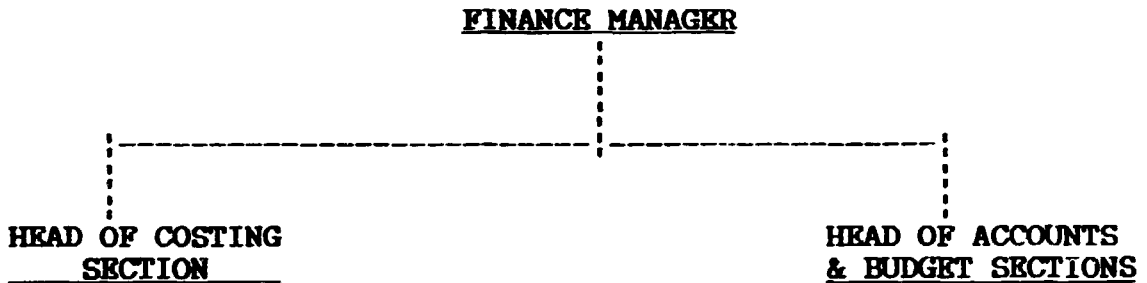 FINANCE MANAGER
HEAD OF COSTING
SECTION
HEAD OF ACCOUNTS
& BUDGET SECTIONS